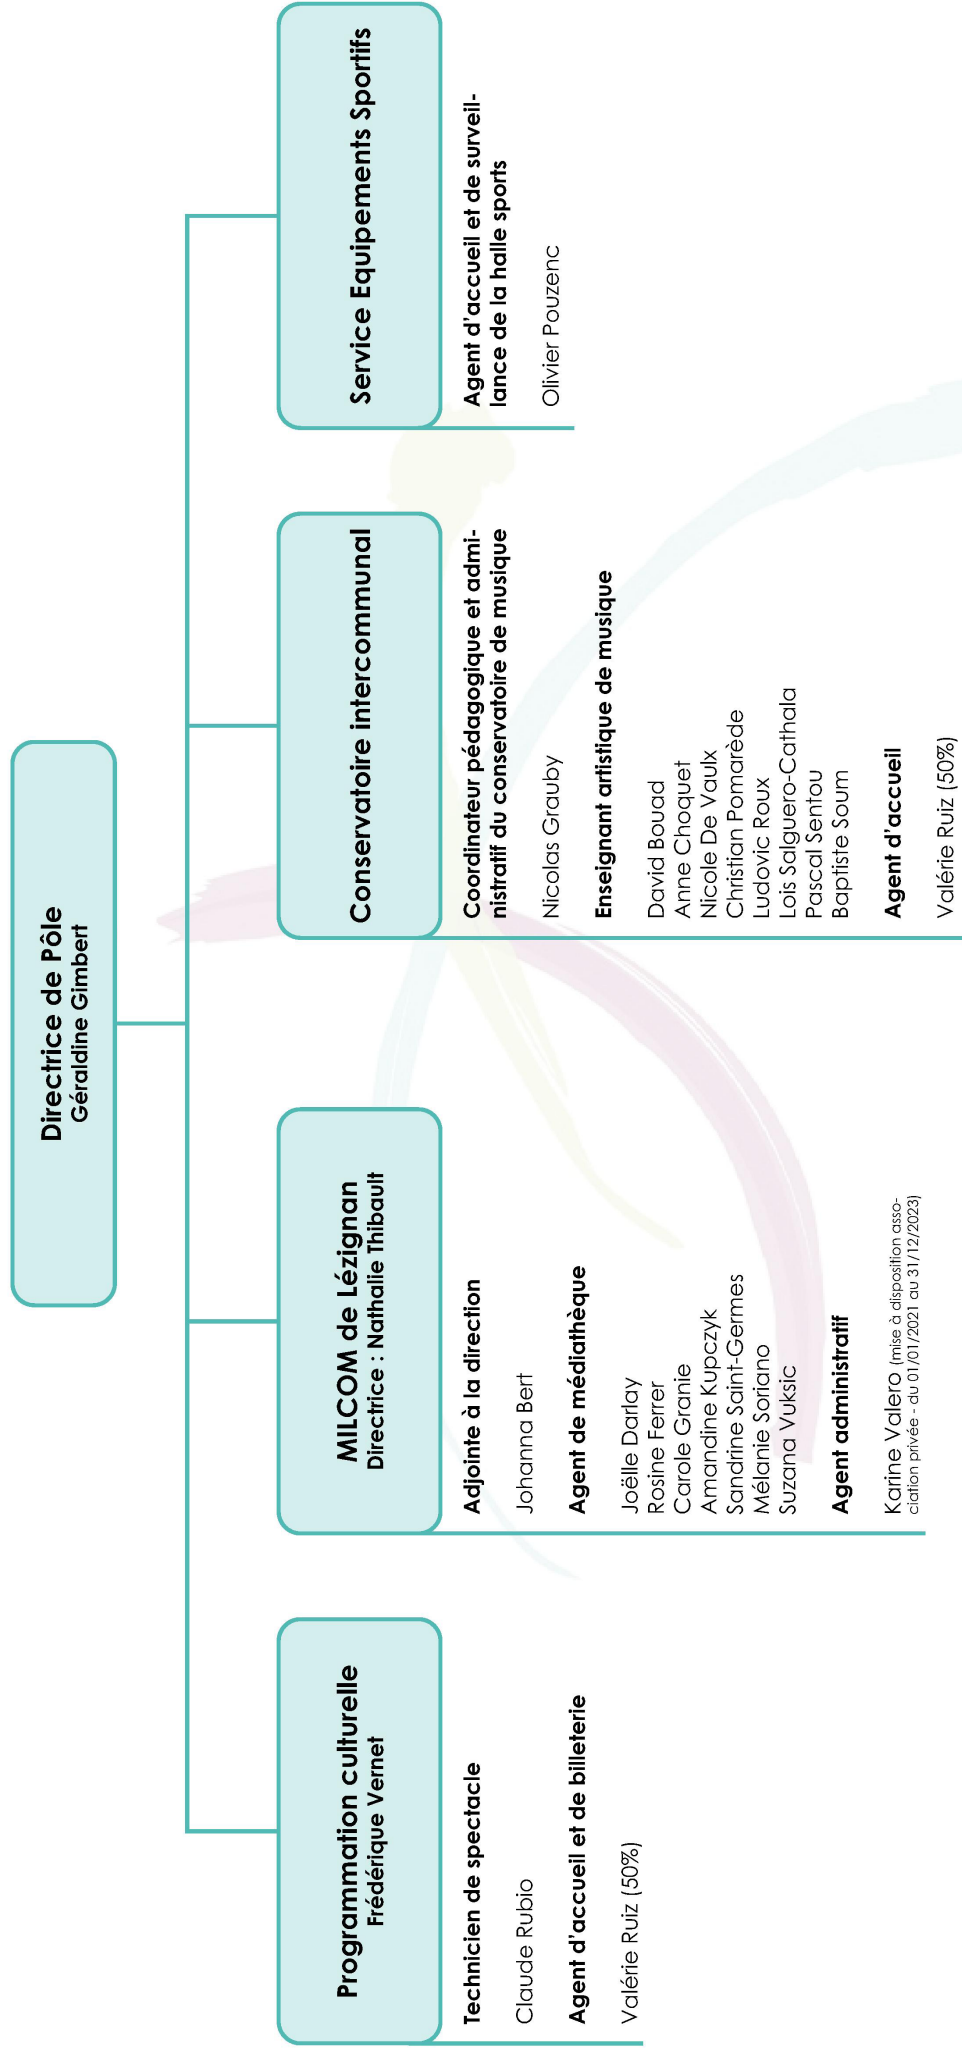 Directrice de Pôle
Géraldine Gimbert
Programmation culturelle
Frédérique Vernet
Technicien de spectacle
Claude Rubio
Agent d'accueil et de billeterie
Valérie Ruiz (50%)
MILCOM de Lézignan
Directrice : Nathalie Thibault
Adjointe à la direction
Johanna Bert
Agent de médiathèque
Joëlle Darlay
Rosine Ferrer
Carole Granie
Amandine Kupczyk
Sandrine Saint-Germes
Mélanie Soriano
Suzana Vuksic
Agent administratif
Karine Valero (mise à disposition asso-
ciation privée - du 01/01/2021 au 31/12/2023)
Conservatoire intercommunal
Coordinateur pédagogique et admi-
nistratif du conservatoire de musique
Nicolas Grauby
Enseignant artistique de musique
David Bouad
Anne Choquet
Nicole De Vaulx
Christian Pomarède
Ludovic Roux
Lois Salguero-Cathala
Pascal Sentou
Baptiste Soum
Agent d'accueil
Valérie Ruiz (50%)
Service Equipements Sportifs
Agent d'accueil et de surveil-
lance de la halle sports
Olivier Pouzenc